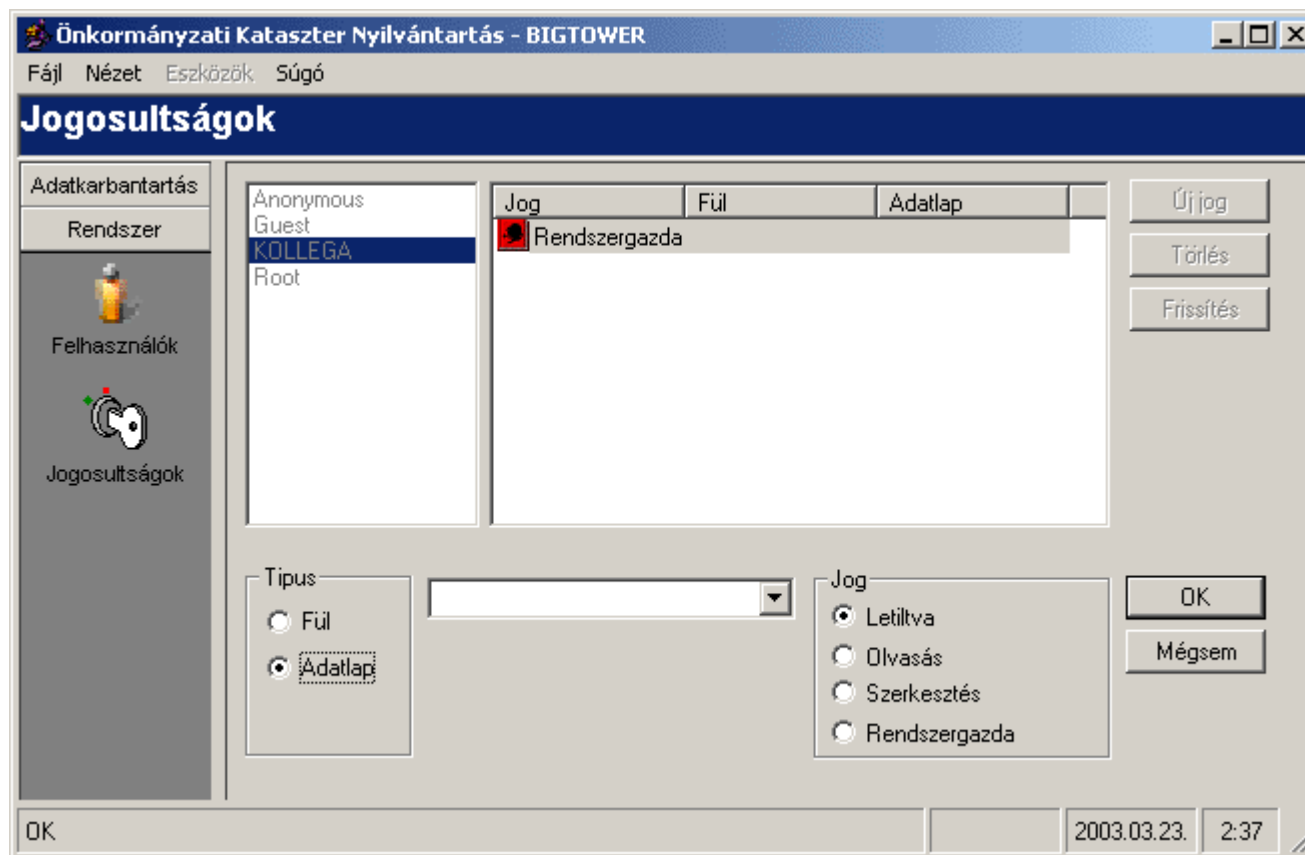 Önkormányzati Kataszter Nyilvántartás - BIGTOWER
Fájl Nézet Eszközök Súgó
Jogosultságok
Adatkarbantartás
Rendszer
Felhasználók
Jogosultságok
Anonymous
Guest
KOLLEGA
Root
Jog Fül Adatlap
Rendszergazda
Új jog
Törlés
Frissítés
Tipus
Fül
Adatlap
Jog
Letiltva
Olvasás
Szerkesztés
Rendszergazda
OK
Mégsem
OK 2003.03.23. 2:37